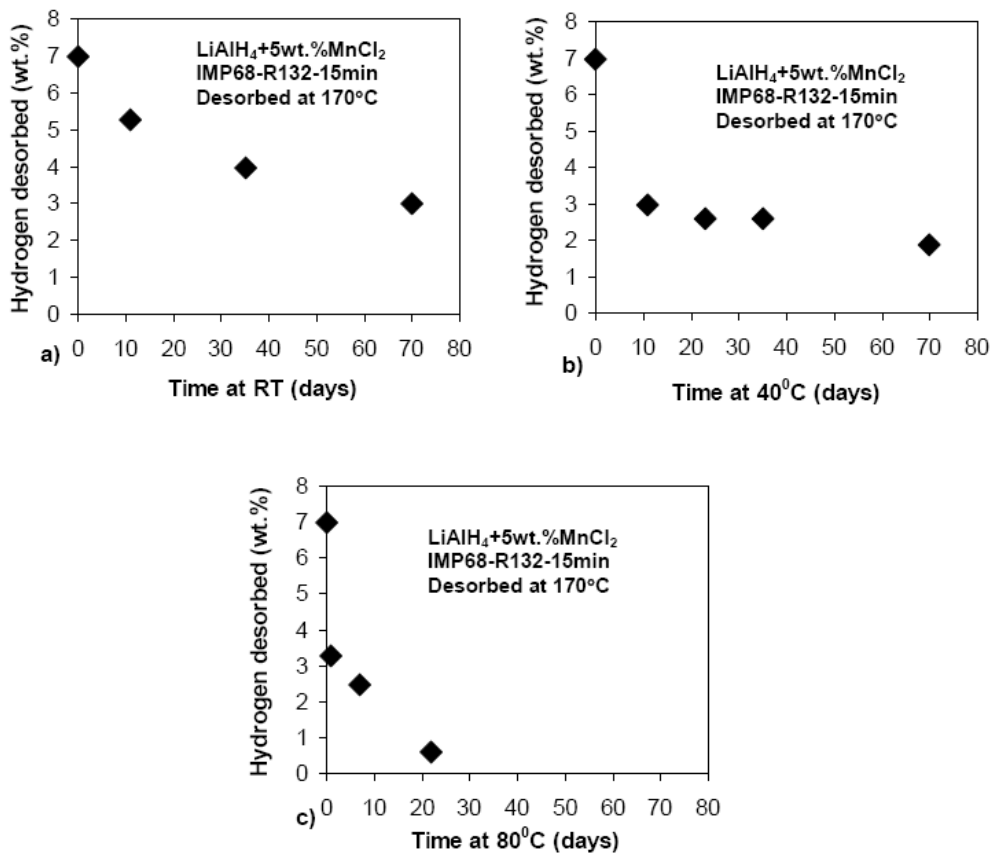 Hydrogen desorbed (wt.%)
8
7
6
5
4
3
2
1
0
LiAlH₄+5wt.%MnCl₂
IMP68-R132-15min
Desorbed at 170°C
a)
0 10 20 30 40 50 60 70 80
Time at RT (days)
Hydrogen desorbed (wt.%)
8
7
6
5
4
3
2
1
0
LiAlH₄+5wt.%MnCl₂
IMP68-R132-15min
Desorbed at 170°C
b)
0 10 20 30 40 50 60 70 80
Time at 40⁰C (days)
Hydrogen desorbed (wt.%)
8
7
6
5
4
3
2
1
0
LiAlH₄+5wt.%MnCl₂
IMP68-R132-15min
Desorbed at 170°C
c)
0 10 20 30 40 50 60 70 80
Time at 80⁰C (days)